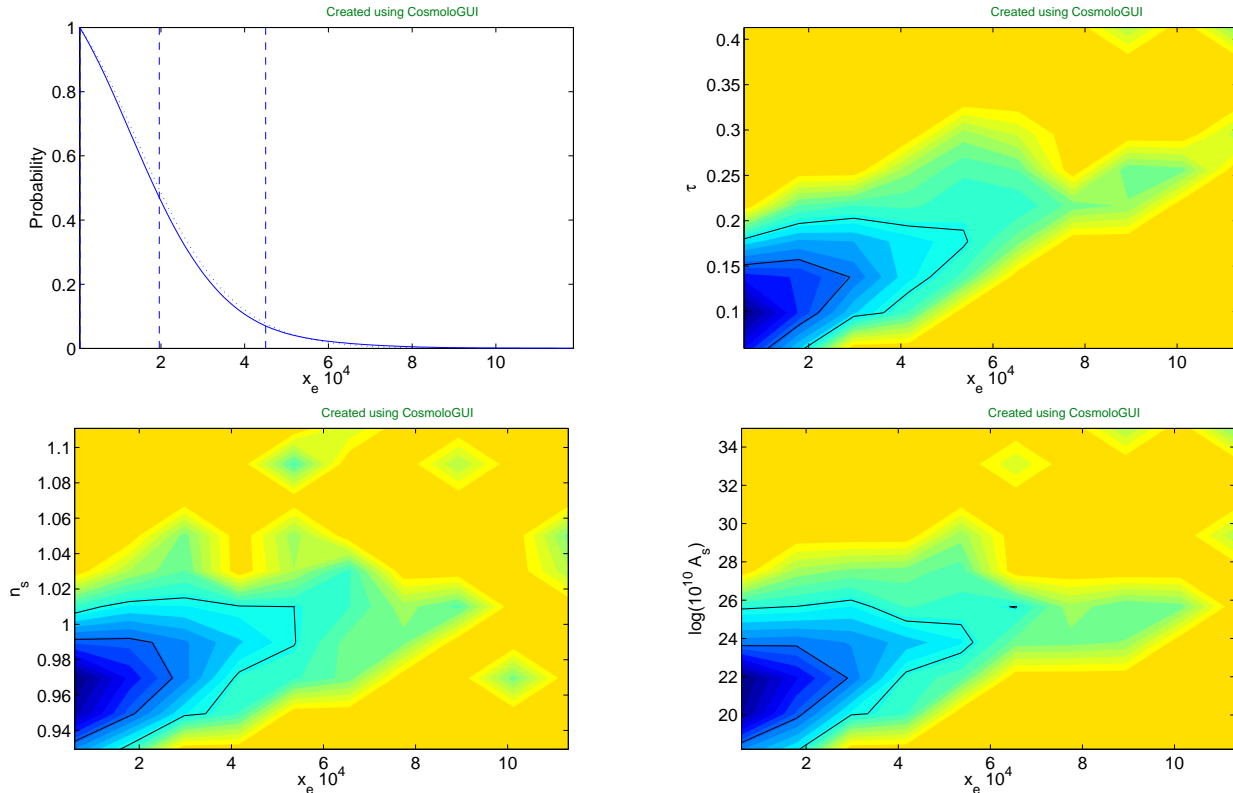 Created using CosmoloGUI
1
0.8
0.6
0.4
0.2
0
Probability
2 4 6 8 10
x_e 10^4
Created using CosmoloGUI
0.4
0.35
0.3
0.25
0.2
0.15
0.1
τ
2 4 6 8 10
x_e 10^4
Created using CosmoloGUI
1.1
1.08
1.06
1.04
1.02
1
0.98
0.96
0.94
n_s
2 4 6 8 10
x_e 10^4
Created using CosmoloGUI
34
32
30
28
26
24
22
20
log(10^10 A_s)
2 4 6 8 10
x_e 10^4